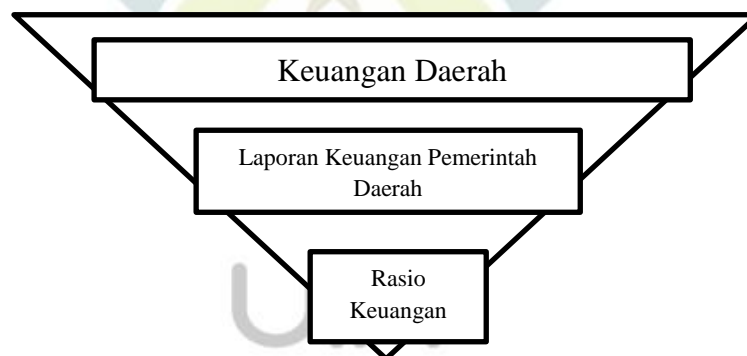 Keuangan Daerah
Laporan Keuangan Pemerintah
Daerah
Rasio
Keuangan